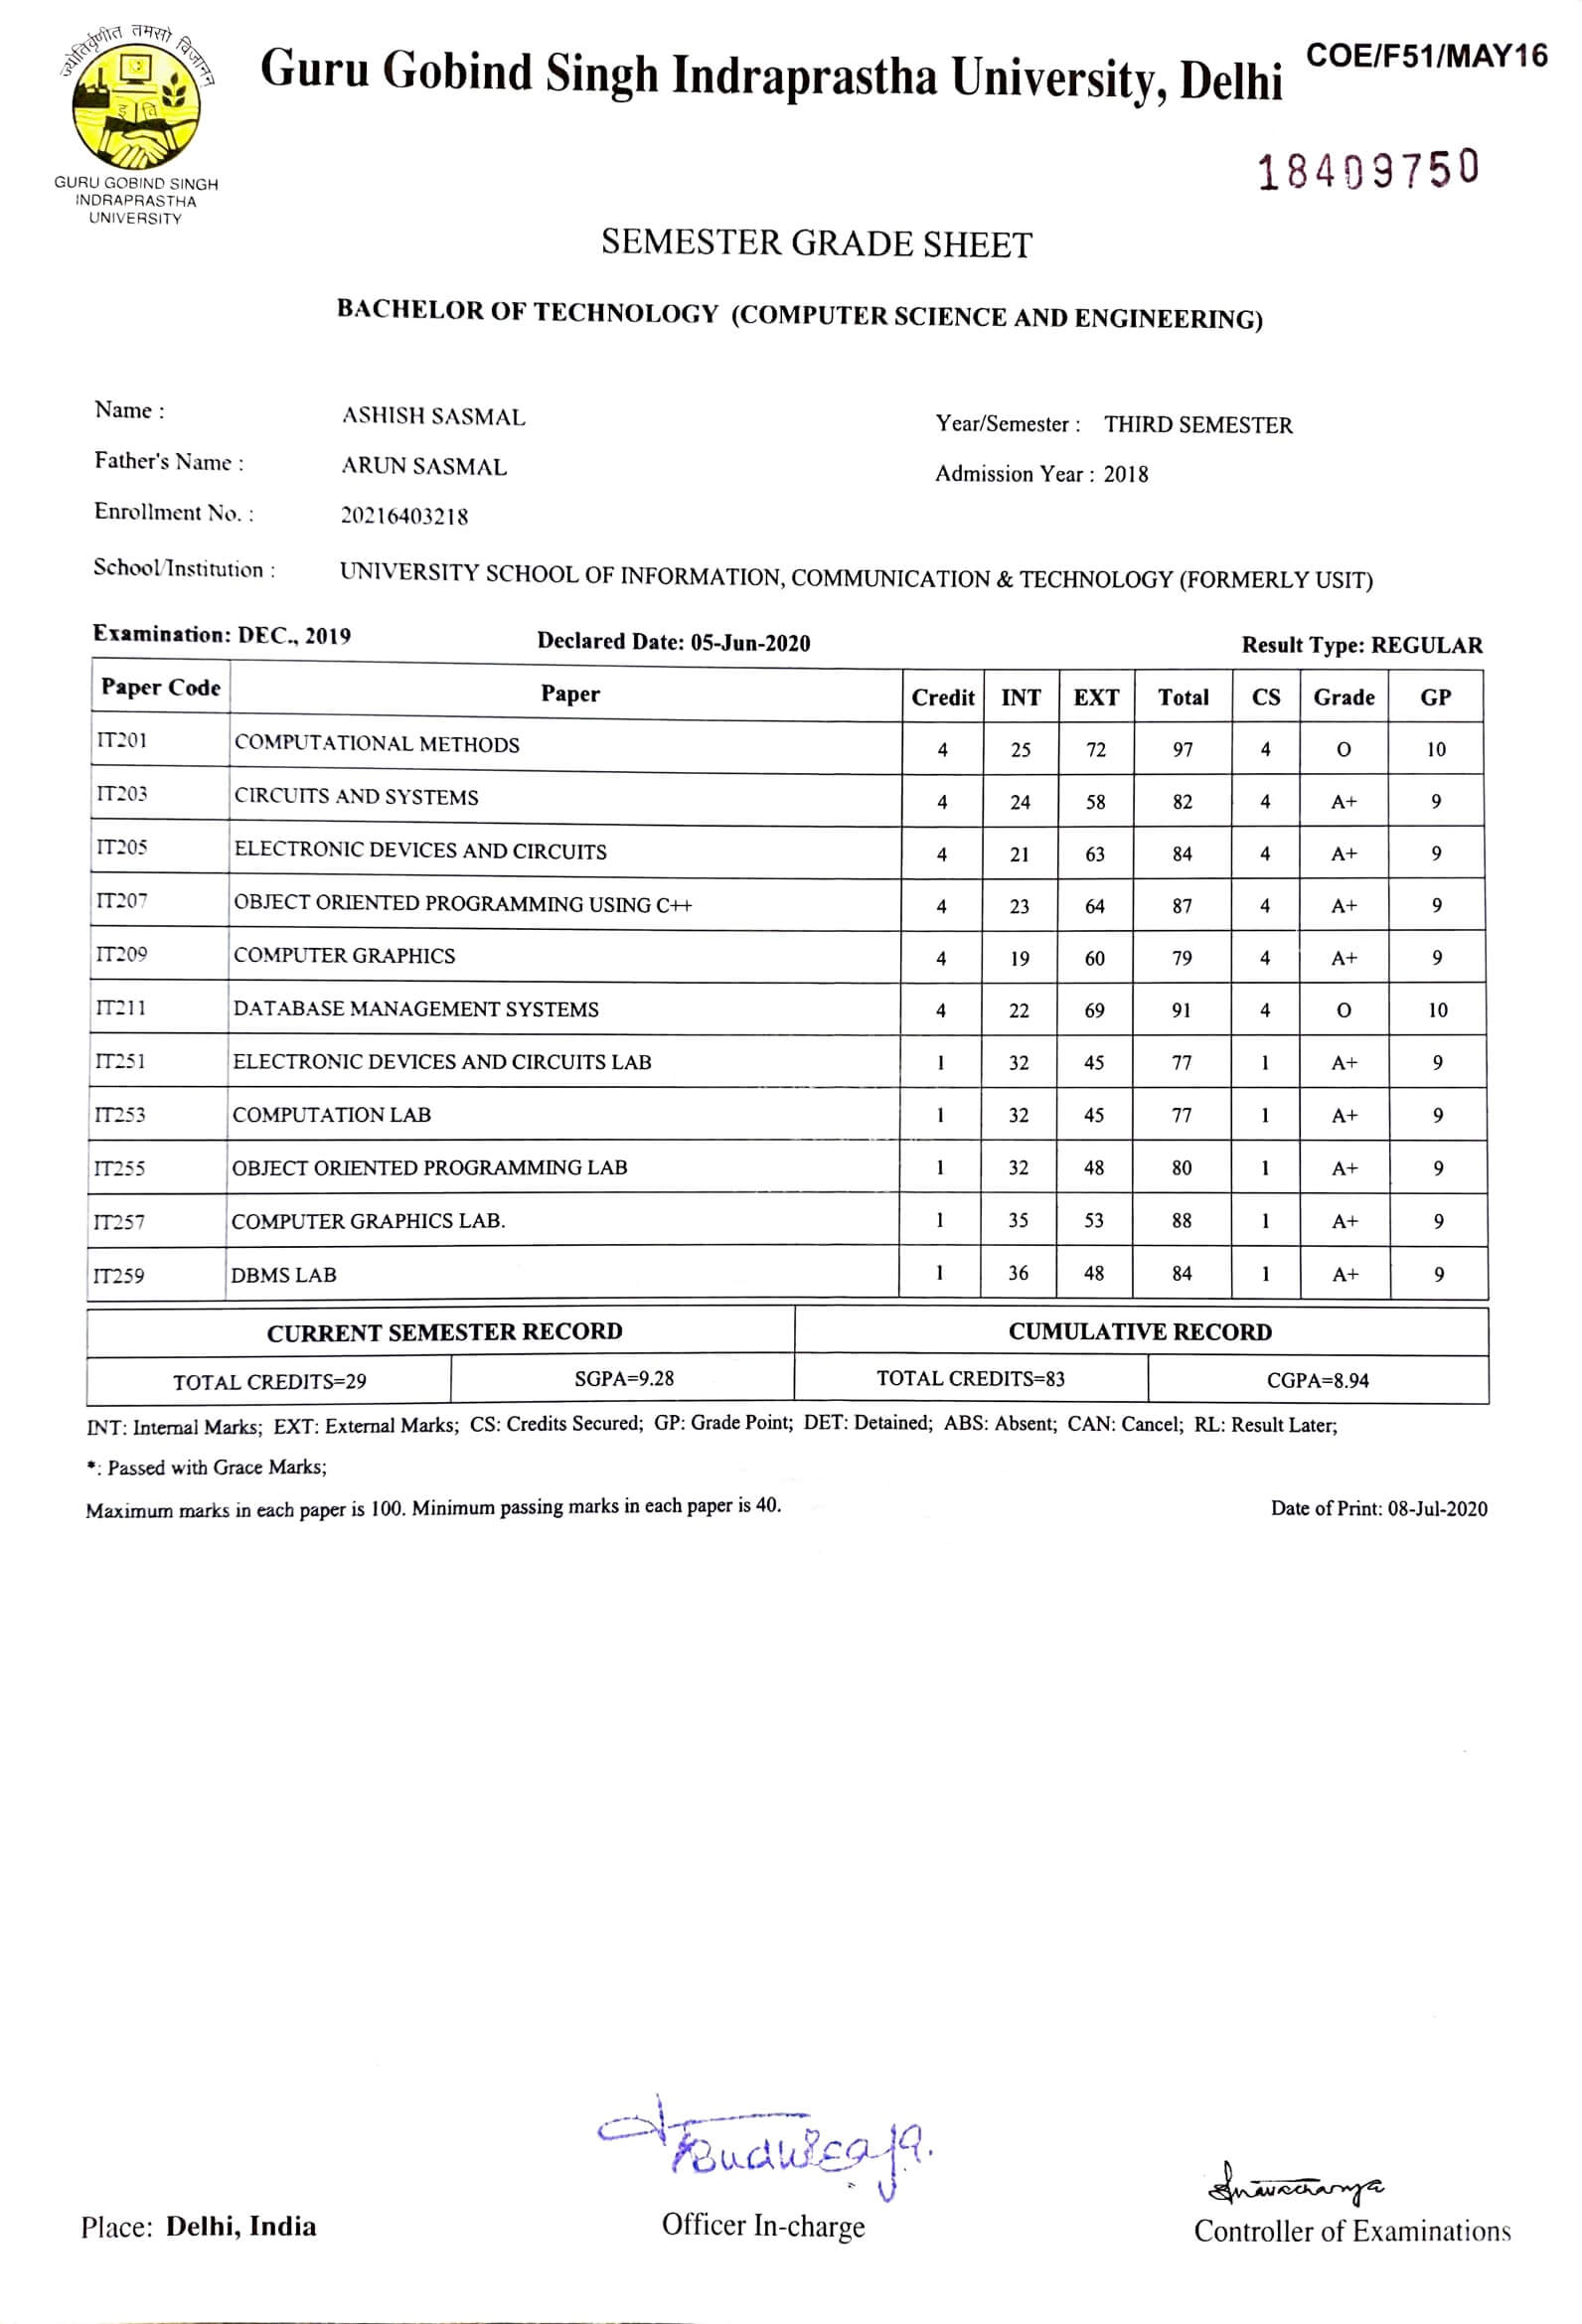 ज्योतिर्वृणीत तमसो विजानन
Guru Gobind Singh Indraprastha University, Delhi
COE/F51/MAY16
GURU GOBIND SINGH
INDRAPRASTHA
UNIVERSITY
18409750
SEMESTER GRADE SHEET
BACHELOR OF TECHNOLOGY (COMPUTER SCIENCE AND ENGINEERING)
Name : ASHISH SASMAL Year/Semester : THIRD SEMESTER
Father's Name : ARUN SASMAL Admission Year : 2018
Enrollment No. : 20216403218
School/Institution : UNIVERSITY SCHOOL OF INFORMATION, COMMUNICATION & TECHNOLOGY (FORMERLY USIT)
Examination: DEC., 2019 Declared Date: 05-Jun-2020 Result Type: REGULAR
Paper Code Paper Credit INT EXT Total CS Grade GP
IT201 COMPUTATIONAL METHODS 4 25 72 97 4 O 10
IT203 CIRCUITS AND SYSTEMS 4 24 58 82 4 A+ 9
IT205 ELECTRONIC DEVICES AND CIRCUITS 4 21 63 84 4 A+ 9
IT207 OBJECT ORIENTED PROGRAMMING USING C++ 4 23 64 87 4 A+ 9
IT209 COMPUTER GRAPHICS 4 19 60 79 4 A+ 9
IT211 DATABASE MANAGEMENT SYSTEMS 4 22 69 91 4 O 10
IT251 ELECTRONIC DEVICES AND CIRCUITS LAB 1 32 45 77 1 A+ 9
IT253 COMPUTATION LAB 1 32 45 77 1 A+ 9
IT255 OBJECT ORIENTED PROGRAMMING LAB 1 32 48 80 1 A+ 9
IT257 COMPUTER GRAPHICS LAB. 1 35 53 88 1 A+ 9
IT259 DBMS LAB 1 36 48 84 1 A+ 9
CURRENT SEMESTER RECORD CUMULATIVE RECORD
TOTAL CREDITS=29 SGPA=9.28 TOTAL CREDITS=83 CGPA=8.94
INT: Internal Marks; EXT: External Marks; CS: Credits Secured; GP: Grade Point; DET: Detained; ABS: Absent; CAN: Cancel; RL: Result Later;
*: Passed with Grace Marks;
Maximum marks in each paper is 100. Minimum passing marks in each paper is 40. Date of Print: 08-Jul-2020
Place: Delhi, India Officer In-charge Controller of Examinations